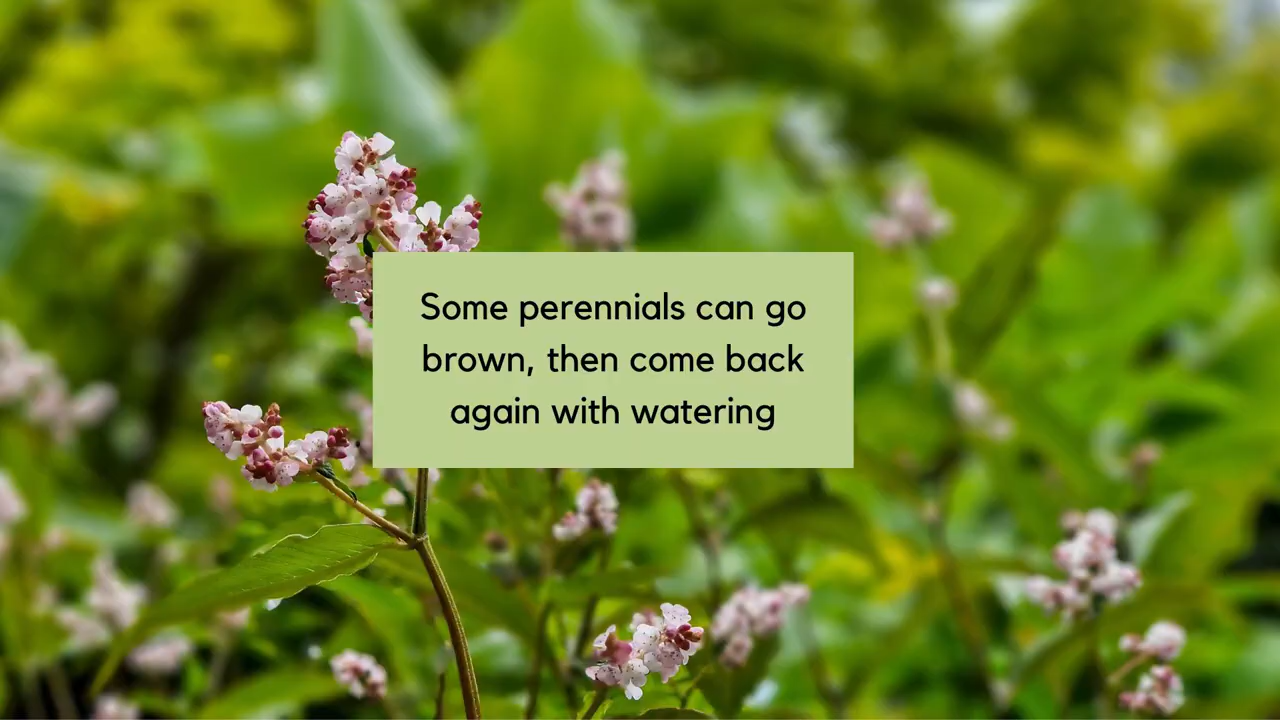 Some perennials can go
brown, then come back
again with watering